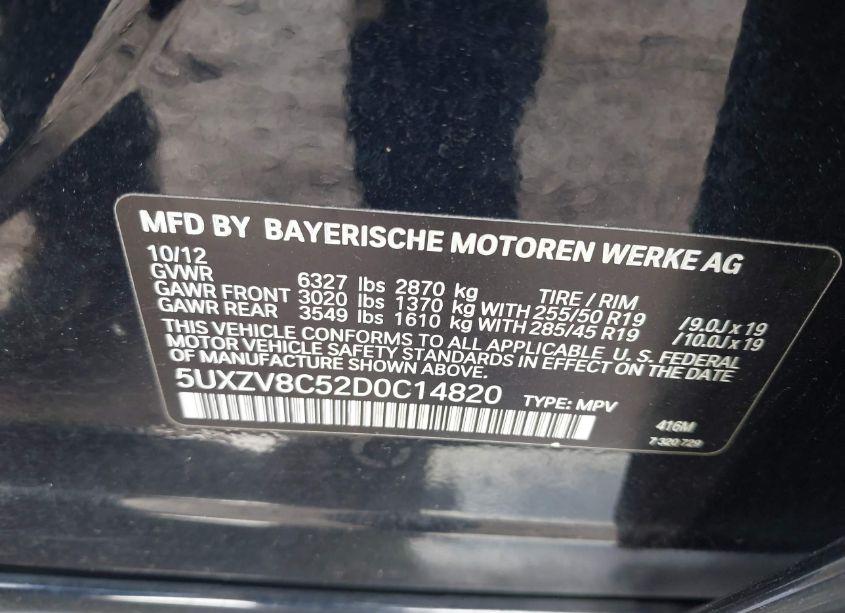 MFD BY BAYERISCHE MOTOREN WERKE AG
10/12
GVWR 6327 lbs 2870 kg TIRE / RIM
GAWR FRONT 3020 lbs 1370 kg WITH 255/50 R19 /9.0J x 19
GAWR REAR 3549 lbs 1610 kg WITH 285/45 R19 /10.0J x 19
THIS VEHICLE CONFORMS TO ALL APPLICABLE U. S. FEDERAL
MOTOR VEHICLE SAFETY STANDARDS IN EFFECT ON THE DATE
OF MANUFACTURE SHOWN ABOVE.
5UXZV8C52D0C14820 TYPE: MPV
416M
7 320 729